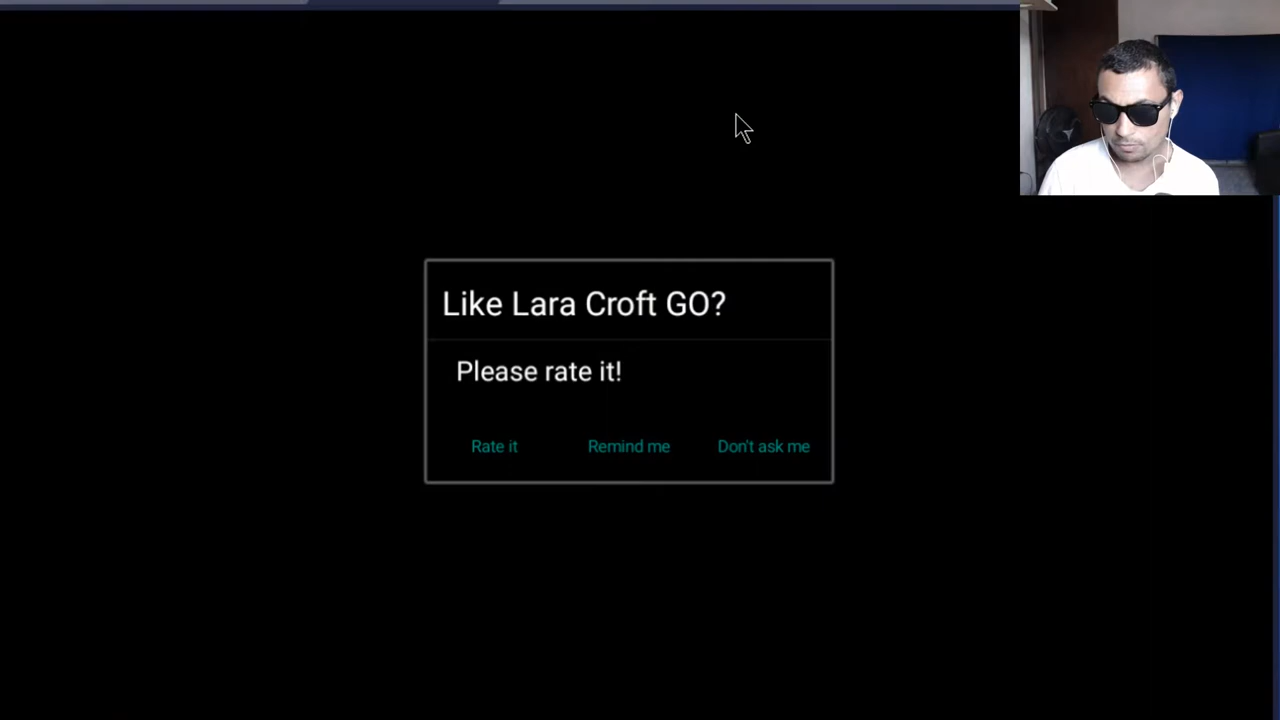 Like Lara Croft GO?
Please rate it!
Rate it
Remind me
Don't ask me